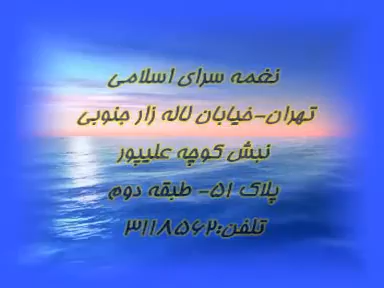 نغمه سرای اسلامی
تهران-خیابان لاله زار جنوبی
نبش کوچه علیپور
پلاک ۵۱- طبقه دوم
تلفن:۳۱۱۸۵۶۲